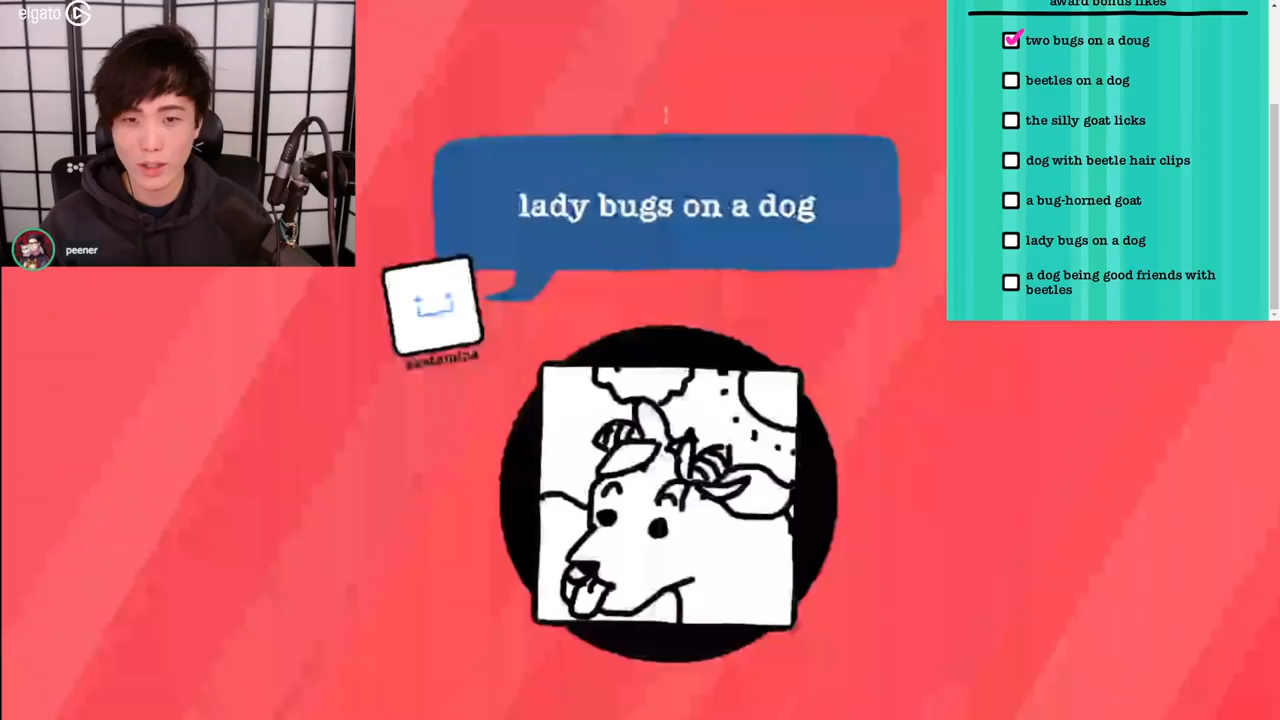 elgato
peener
lady bugs on a dog
award bonus likes
two bugs on a doug
beetles on a dog
the silly goat licks
dog with beetle hair clips
a bug-horned goat
lady bugs on a dog
a dog being good friends with
beetles